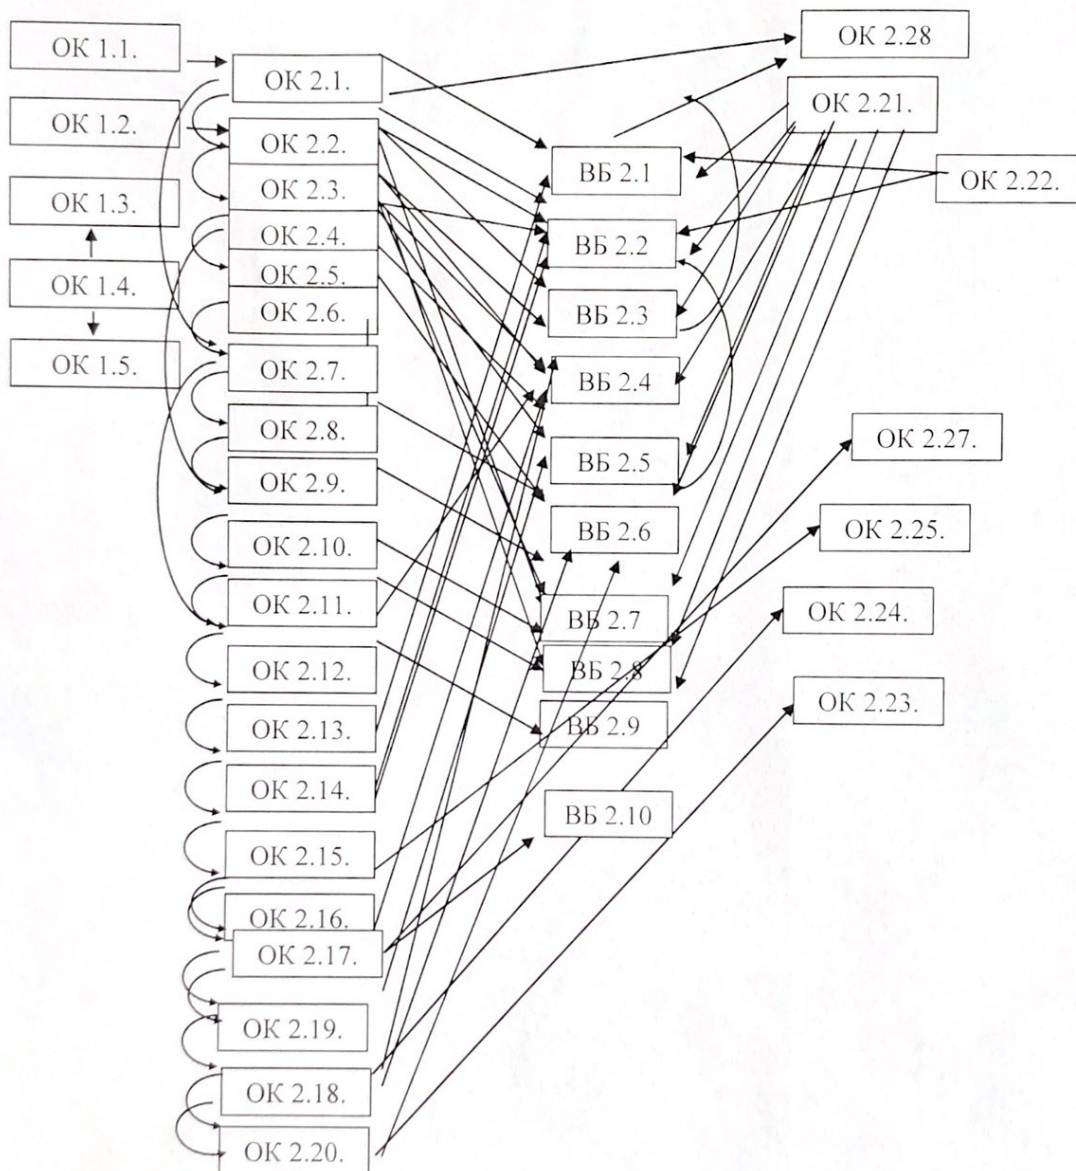 ОК 1.1.
ОК 1.2.
ОК 1.3.
ОК 1.4.
ОК 1.5.
ОК 2.1.
ОК 2.2.
ОК 2.3.
ОК 2.4.
ОК 2.5.
ОК 2.6.
ОК 2.7.
ОК 2.8.
ОК 2.9.
ОК 2.10.
ОК 2.11.
ОК 2.12.
ОК 2.13.
ОК 2.14.
ОК 2.15.
ОК 2.16.
ОК 2.17.
ОК 2.19.
ОК 2.18.
ОК 2.20.
ВБ 2.1
ВБ 2.2
ВБ 2.3
ВБ 2.4
ВБ 2.5
ВБ 2.6
ВБ 2.7
ВБ 2.8
ВБ 2.9
ВБ 2.10
ОК 2.28
ОК 2.21.
ОК 2.22.
ОК 2.27.
ОК 2.25.
ОК 2.24.
ОК 2.23.